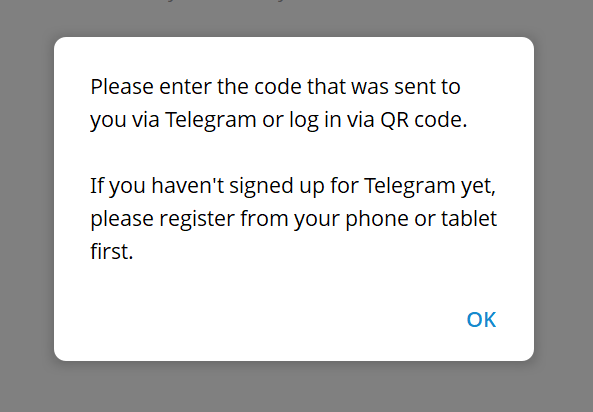 Please enter the code that was sent to
you via Telegram or log in via QR code.
If you haven't signed up for Telegram yet,
please register from your phone or tablet
first.
OK